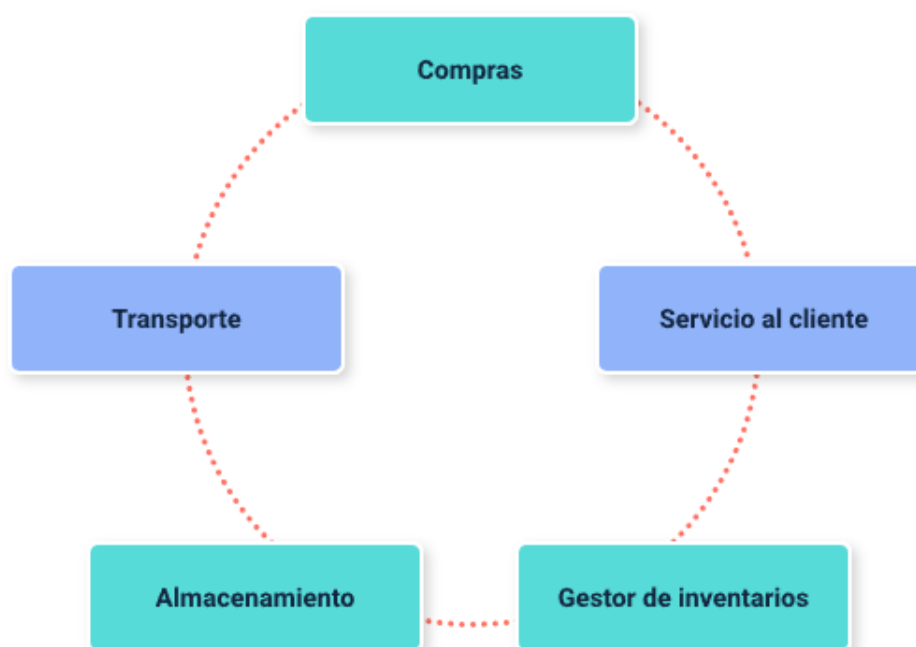 Compras
Transporte
Servicio al cliente
Almacenamiento
Gestor de inventarios